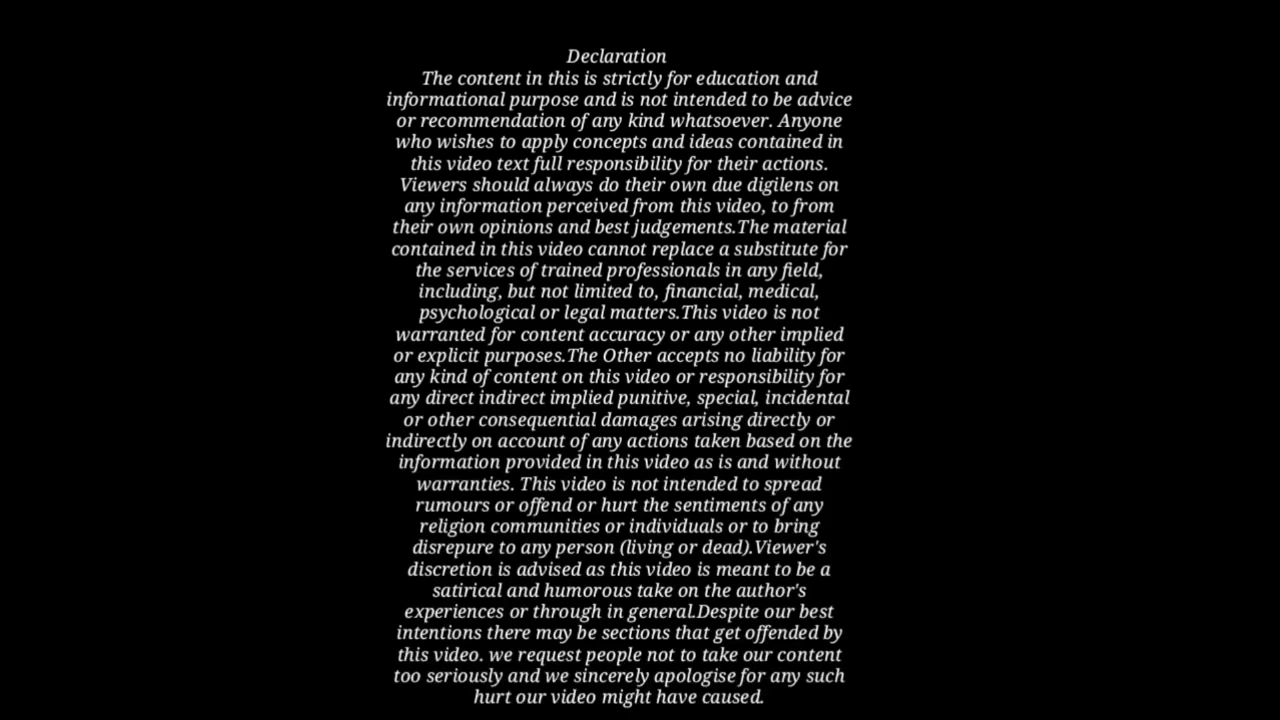 Declaration
The content in this is strictly for education and
informational purpose and is not intended to be advice
or recommendation of any kind whatsoever. Anyone
who wishes to apply concepts and ideas contained in
this video text full responsibility for their actions.
Viewers should always do their own due digilens on
any information perceived from this video, to from
their own opinions and best judgements.The material
contained in this video cannot replace a substitute for
the services of trained professionals in any field,
including, but not limited to, financial, medical,
psychological or legal matters.This video is not
warranted for content accuracy or any other implied
or explicit purposes.The Other accepts no liability for
any kind of content on this video or responsibility for
any direct indirect implied punitive, special, incidental
or other consequential damages arising directly or
indirectly on account of any actions taken based on the
information provided in this video as is and without
warranties. This video is not intended to spread
rumours or offend or hurt the sentiments of any
religion communities or individuals or to bring
disrepure to any person (living or dead).Viewer's
discretion is advised as this video is meant to be a
satirical and humorous take on the author's
experiences or through in general.Despite our best
intentions there may be sections that get offended by
this video. we request people not to take our content
too seriously and we sincerely apologise for any such
hurt our video might have caused.